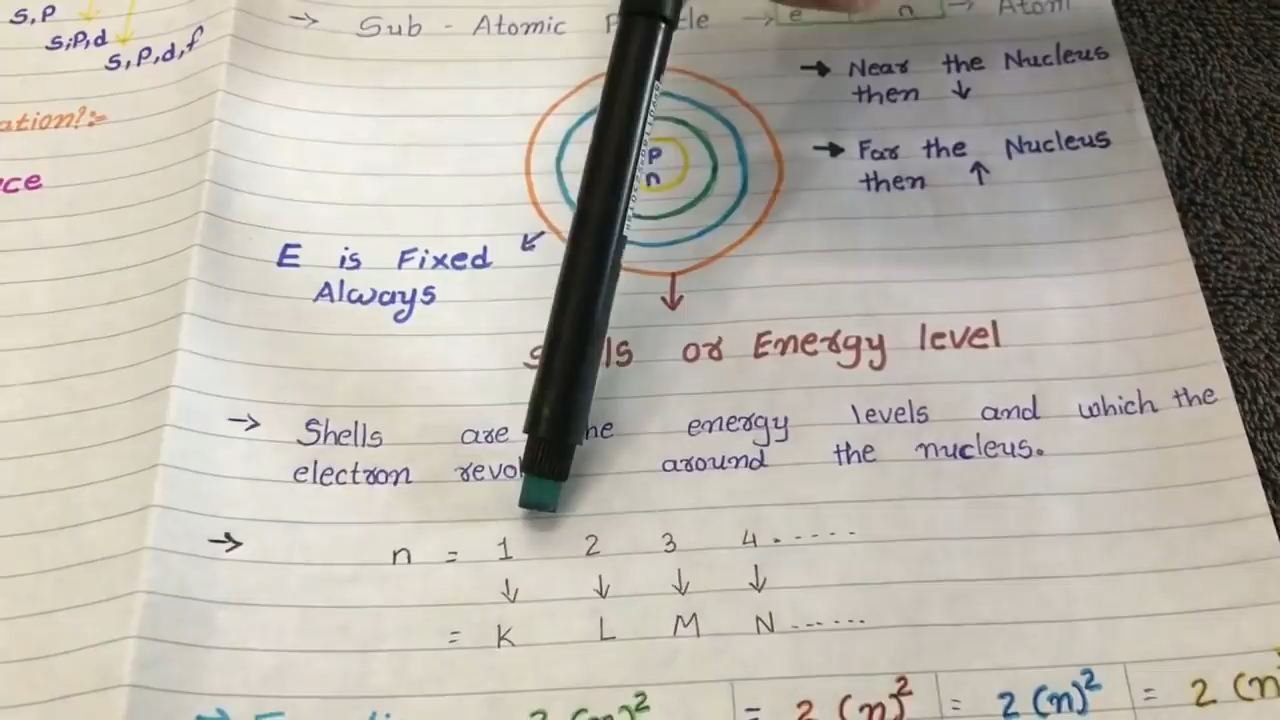 s,p
s,p,d
s,p,d,f
→ Sub - Atomic → e n → Atom
ation?:-
→ Near the Nucleus
then ↓
→ Far the Nucleus
then ↑
P
n
E is Fixed
Always
or Energy level
→ Shells are energy levels and which the
electron around the nucleus.
→ n = 1 2 3 4.-----
↓ ↓ ↓ ↓
= K L M N------
= 2 (n)² = 2 (n)² = 2